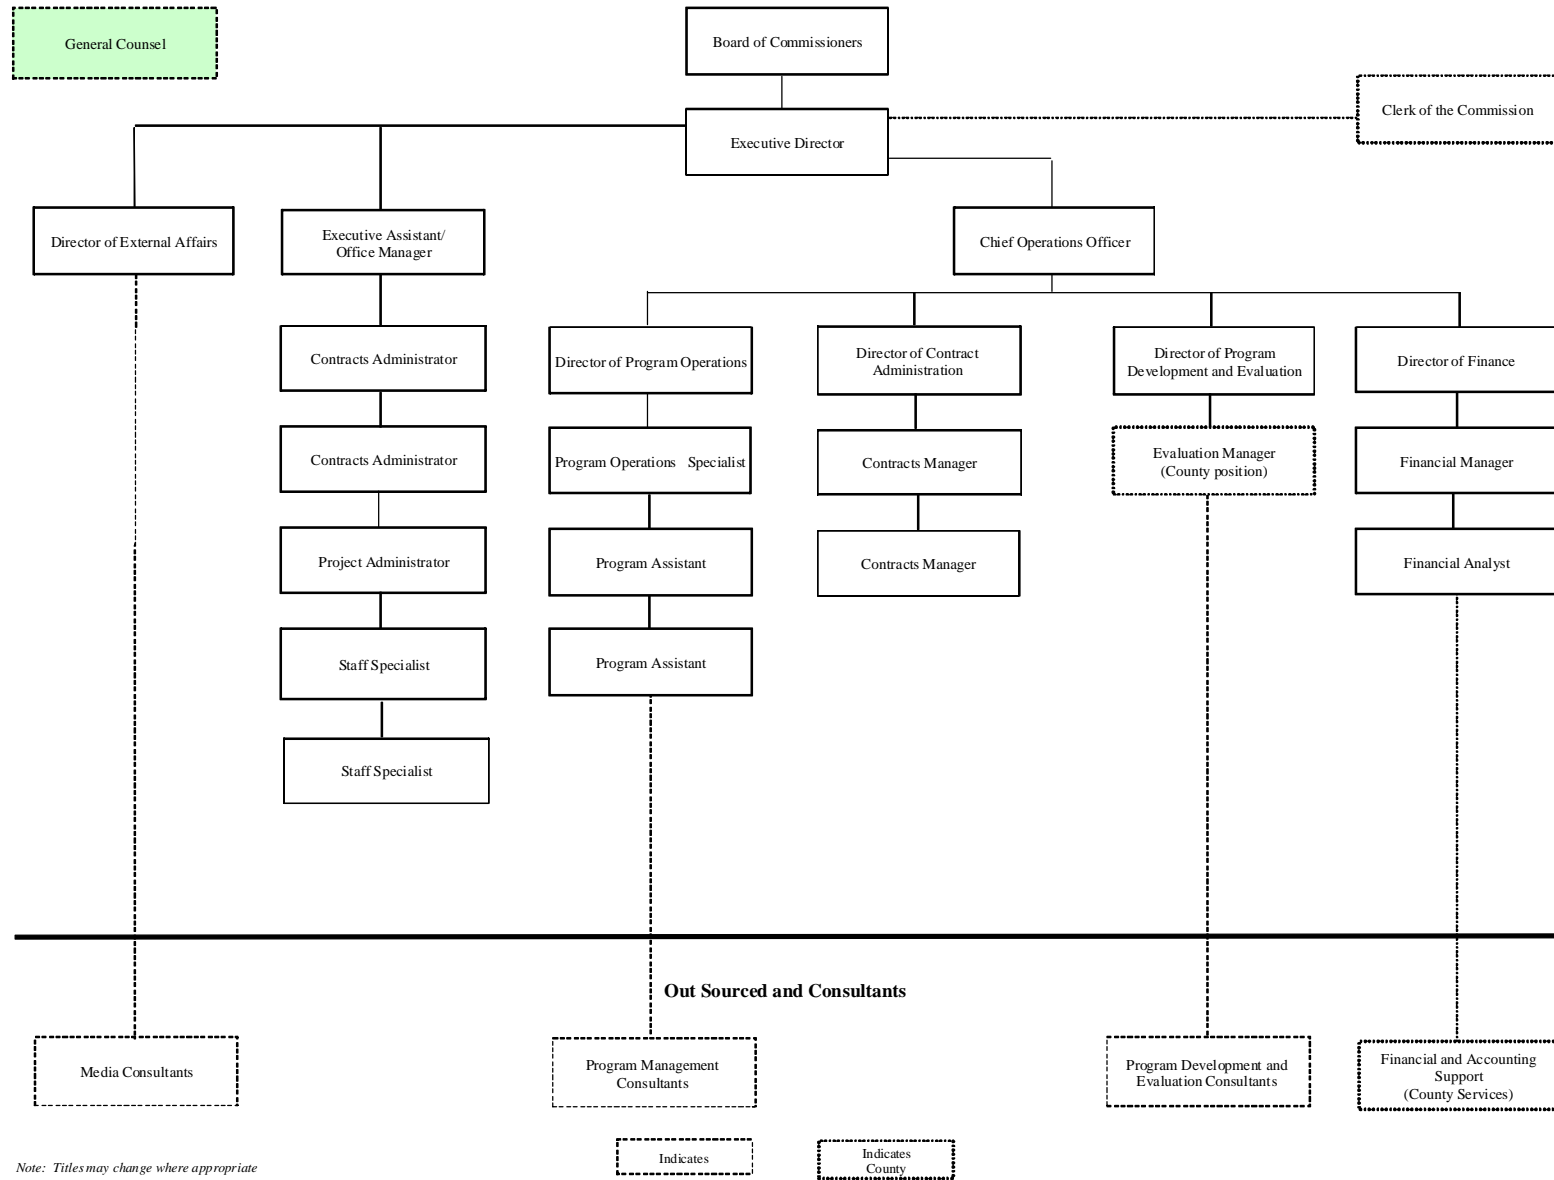 General Counsel
Board of Commissioners
Clerk of the Commission
Executive Director
Director of External Affairs
Executive Assistant/
Office Manager
Chief Operations Officer
Contracts Administrator
Director of Program Operations
Director of Contract
Administration
Director of Program
Development and Evaluation
Director of Finance
Contracts Administrator
Program Operations Specialist
Contracts Manager
Evaluation Manager
(County position)
Financial Manager
Project Administrator
Program Assistant
Contracts Manager
Financial Analyst
Staff Specialist
Program Assistant
Staff Specialist
Out Sourced and Consultants
Media Consultants
Program Management
Consultants
Program Development and
Evaluation Consultants
Financial and Accounting
Support
(County Services)
Note: Titles may change where appropriate
Indicates
Indicates
County